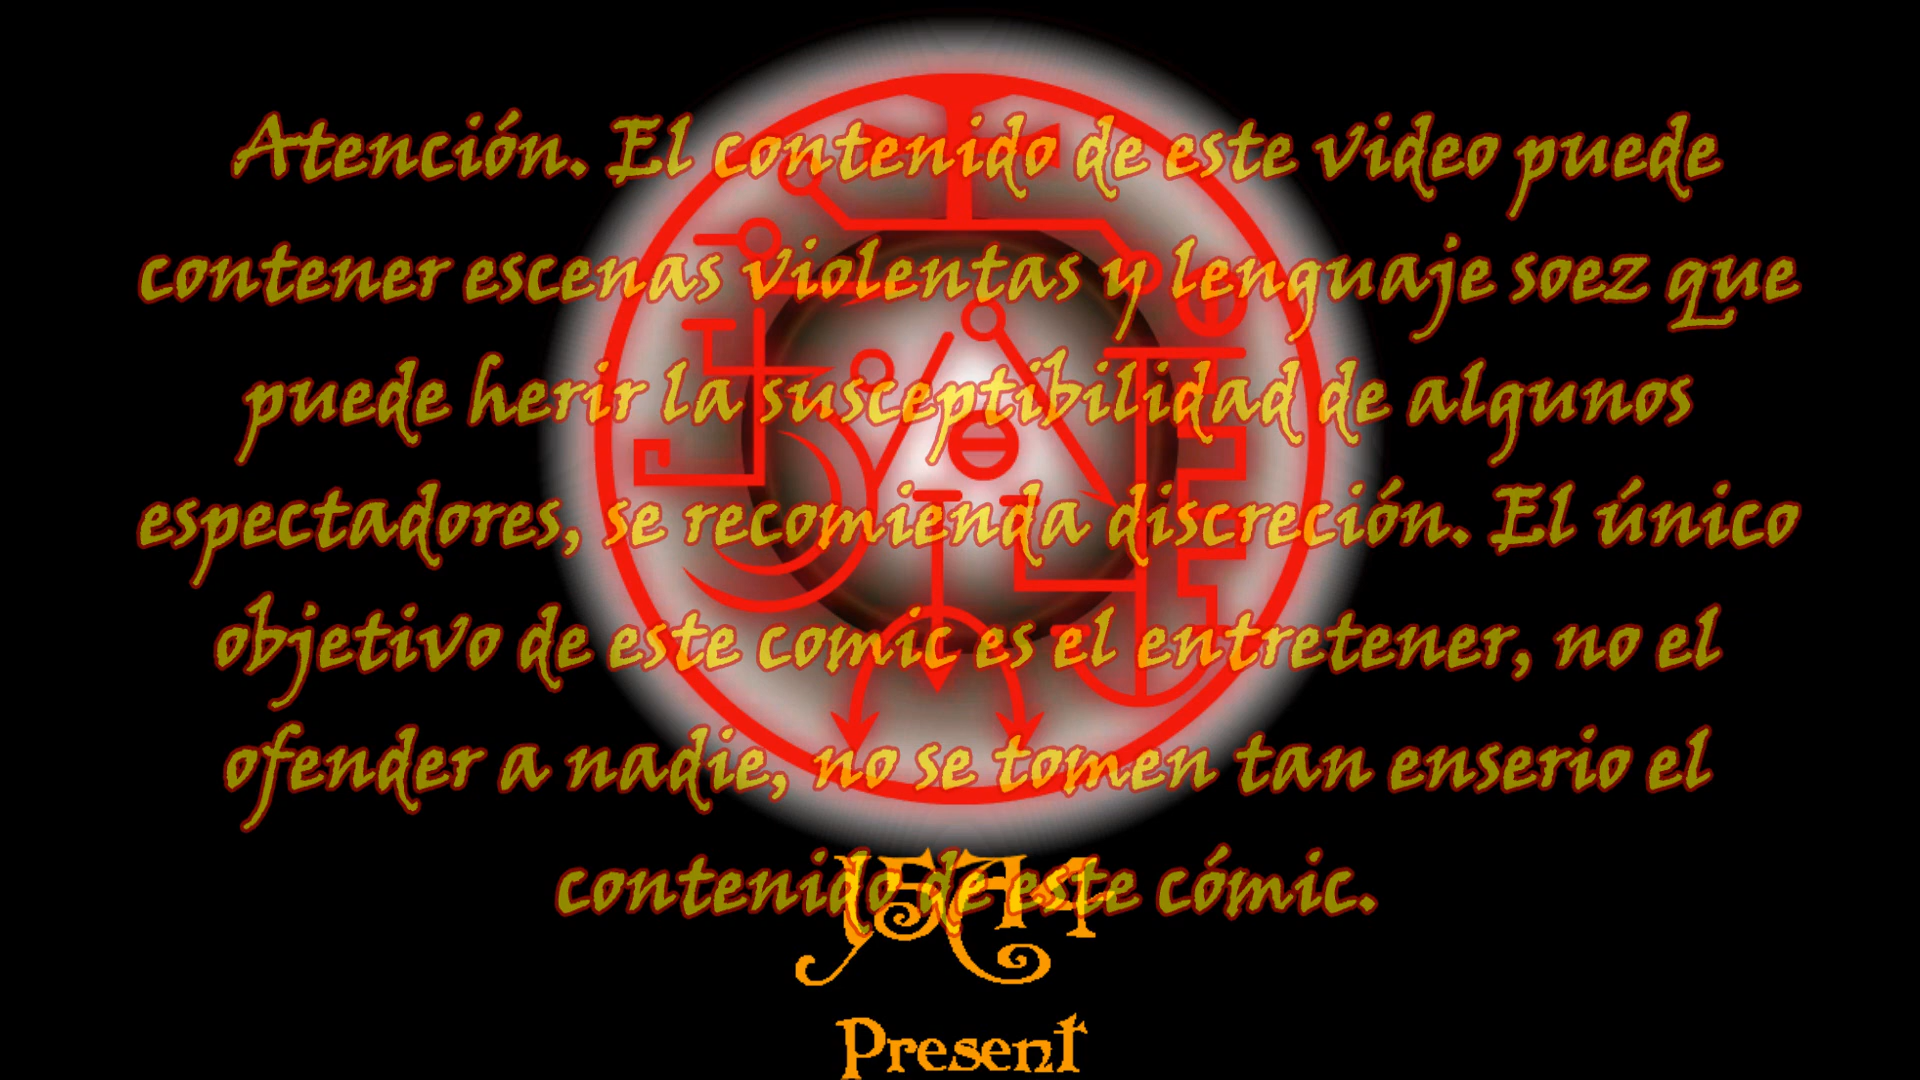 Atención. El contenido de este video puede
contener escenas violentas y lenguaje soez que
puede herir la susceptibilidad de algunos
espectadores, se recomienda discreción. El único
objetivo de este comic es el entretener, no el
ofender a nadie, no se tomen tan enserio el
contenido de este cómic.
Present